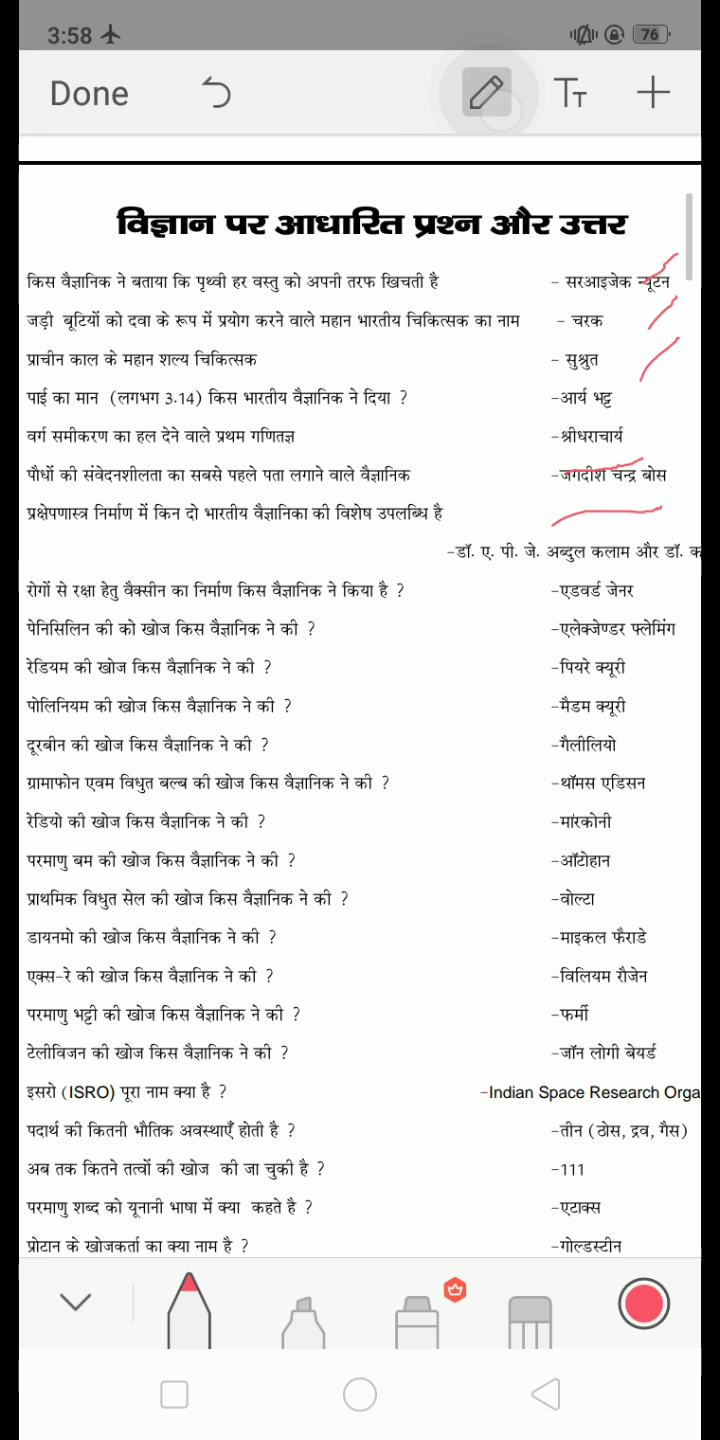 3:58
76
Done
विज्ञान पर आधारित प्रश्न और उत्तर
किस वैज्ञानिक ने बताया कि पृथ्वी हर वस्तु को अपनी तरफ खिचती है – सरआइजेक न्यूटन
जड़ी बूटियों को दवा के रूप में प्रयोग करने वाले महान भारतीय चिकित्सक का नाम – चरक
प्राचीन काल के महान शल्य चिकित्सक – सुश्रुत
पाई का मान (लगभग 3.14) किस भारतीय वैज्ञानिक ने दिया ? –आर्य भट्ट
वर्ग समीकरण का हल देने वाले प्रथम गणितज्ञ –श्रीधराचार्य
पौधों की संवेदनशीलता का सबसे पहले पता लगाने वाले वैज्ञानिक –जगदीश चन्द्र बोस
प्रक्षेपणास्त्र निर्माण में किन दो भारतीय वैज्ञानिका की विशेष उपलब्धि है
–डॉ. ए. पी. जे. अब्दुल कलाम और डॉ. क
रोगों से रक्षा हेतु वैक्सीन का निर्माण किस वैज्ञानिक ने किया है ? –एडवर्ड जेनर
पेनिसिलिन की को खोज किस वैज्ञानिक ने की ? –एलेक्जेण्डर फ्लेमिंग
रेडियम की खोज किस वैज्ञानिक ने की ? –पियरे क्यूरी
पोलिनियम की खोज किस वैज्ञानिक ने की ? –मैडम क्यूरी
दूरबीन की खोज किस वैज्ञानिक ने की ? –गैलीलियो
ग्रामाफोन एवम विधुत बल्ब की खोज किस वैज्ञानिक ने की ? –थॉमस एडिसन
रेडियो की खोज किस वैज्ञानिक ने की ? –मारकोनी
परमाणु बम की खोज किस वैज्ञानिक ने की ? –ऑटोहान
प्राथमिक विधुत सेल की खोज किस वैज्ञानिक ने की ? –वोल्टा
डायनमो की खोज किस वैज्ञानिक ने की ? –माइकल फैराडे
एक्स-रे की खोज किस वैज्ञानिक ने की ? –विलियम रौजेन
परमाणु भट्टी की खोज किस वैज्ञानिक ने की ? –फर्मी
टेलीविजन की खोज किस वैज्ञानिक ने की ? –जॉन लोगी बेयर्ड
इसरो (ISRO) पूरा नाम क्या है ? –Indian Space Research Orga
पदार्थ की कितनी भौतिक अवस्थाएँ होती है ? –तीन (ठोस, द्रव, गैस)
अब तक कितने तत्वों की खोज की जा चुकी है ? –111
परमाणु शब्द को यूनानी भाषा में क्या कहते है ? –एटाक्स
प्रोटान के खोजकर्ता का क्या नाम है ? –गोल्डस्टीन